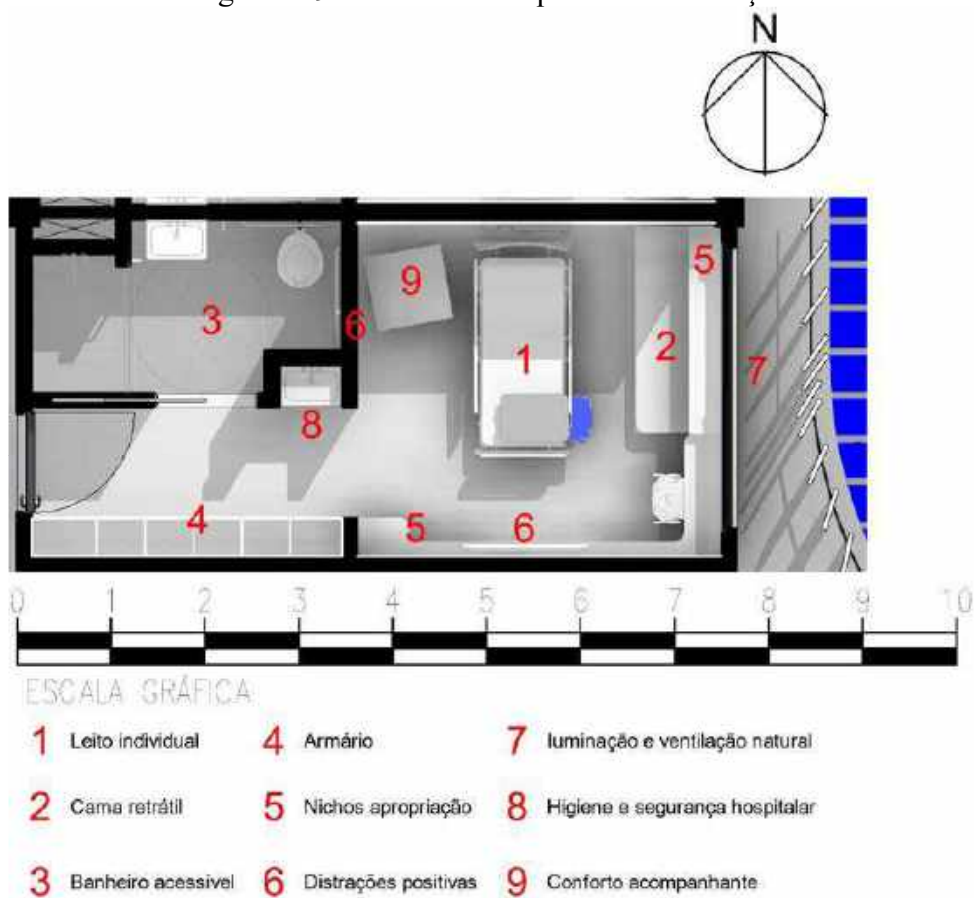 N
5
9
6
3
1
2
7
8
4
5
6
0 1 2 3 4 5 6 7 8 9 10
ESCALA GRÁFICA
1 Leito individual
4 Armário
7 luminação e ventilação natural
2 Cama retrátil
5 Nichos apropriação
8 Higiene e segurança hospitalar
3 Banheiro acessivel
6 Distrações positivas
9 Conforto acompanhante